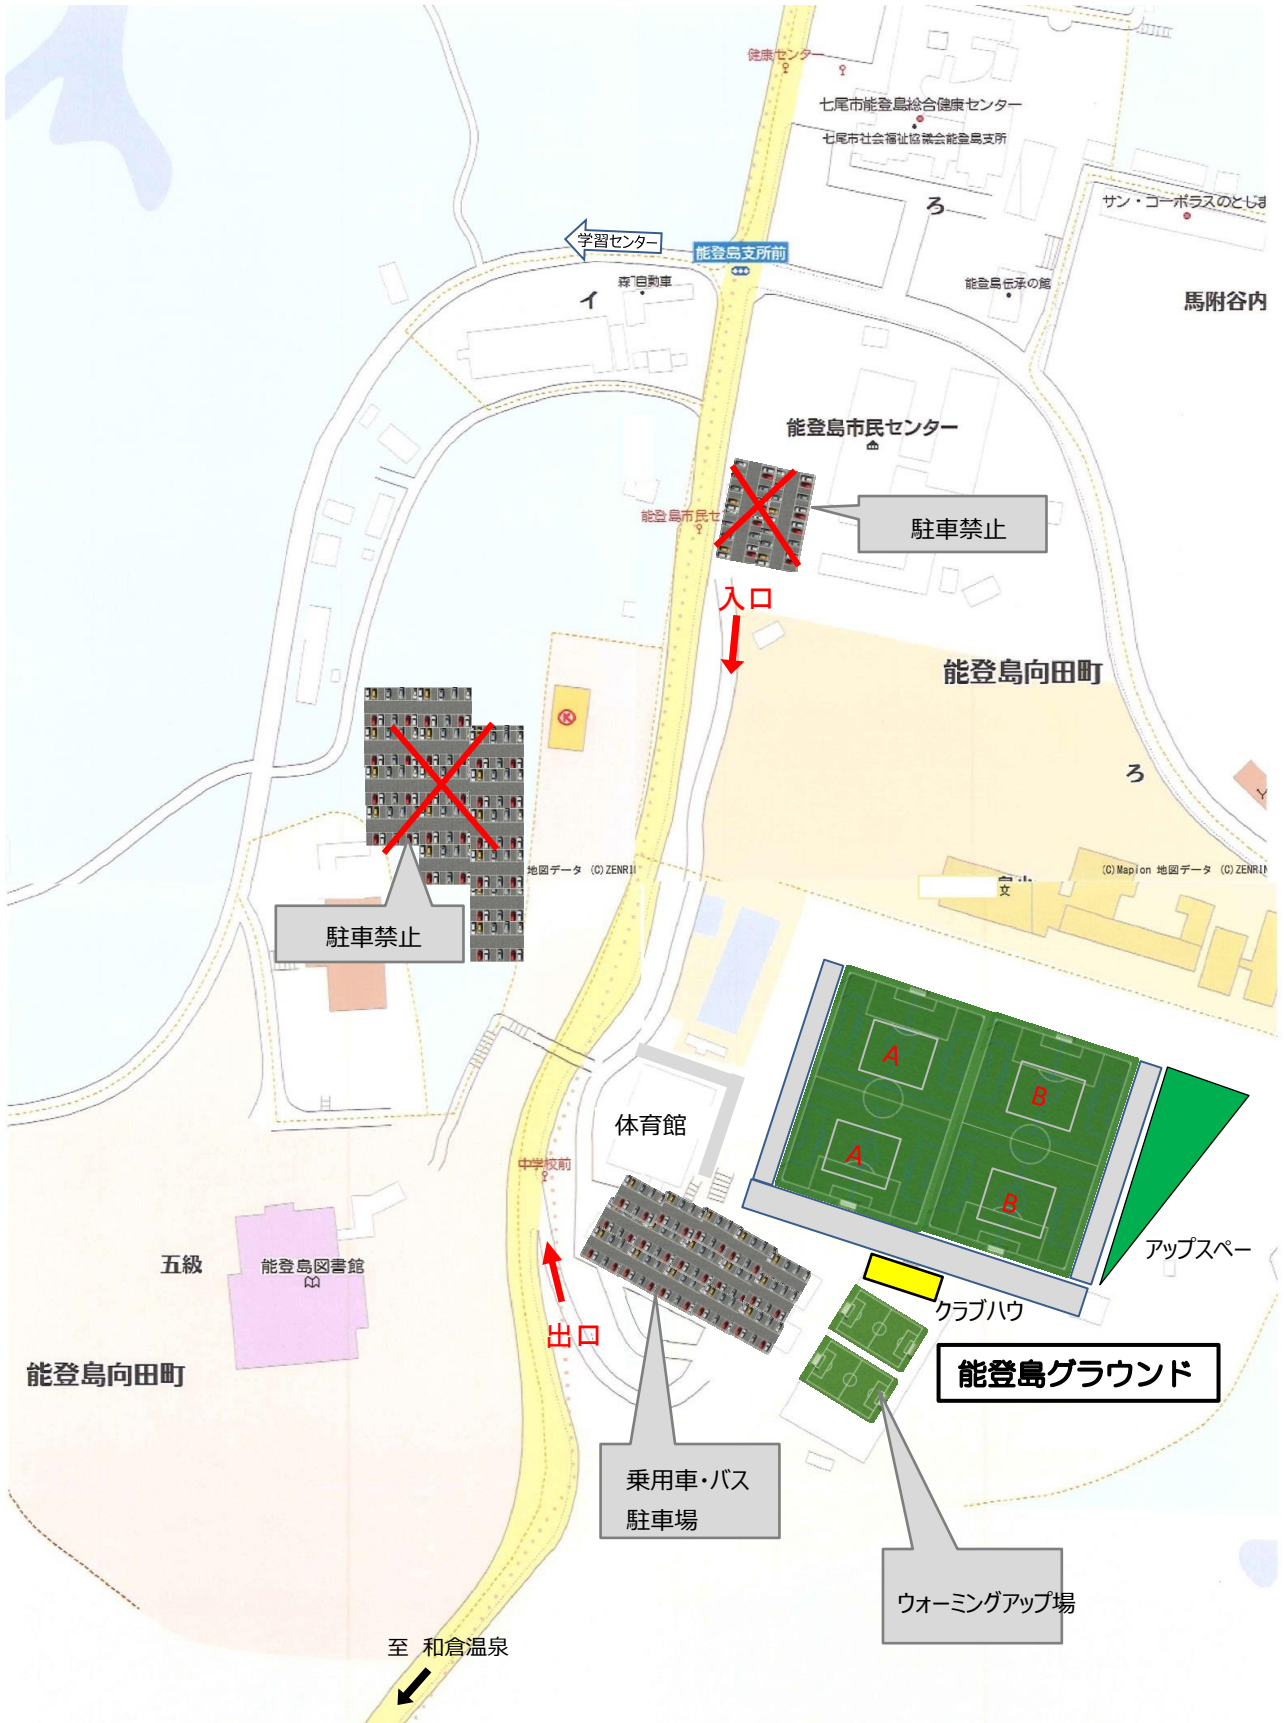 健康センター
七尾市能登島総合健康センター
七尾市社会福祉協議会能登島支所
サン・コーポラスのとじま
ろ
学習センター
能登島支所前
森自動車
イ
能登島伝承の館
馬附谷内
能登島市民センター
能登島市民セ
駐車禁止
入口
能登島向田町
ろ
地図データ (C)ZENRI
(C)Mapion 地図データ (C)ZENRIN
文
駐車禁止
A
B
体育館
A
B
中学校前
五級
能登島図書館
アップスペー
クラブハウ
出口
能登島向田町
能登島グラウンド
乗用車・バス
駐車場
ウォーミングアップ場
至 和倉温泉